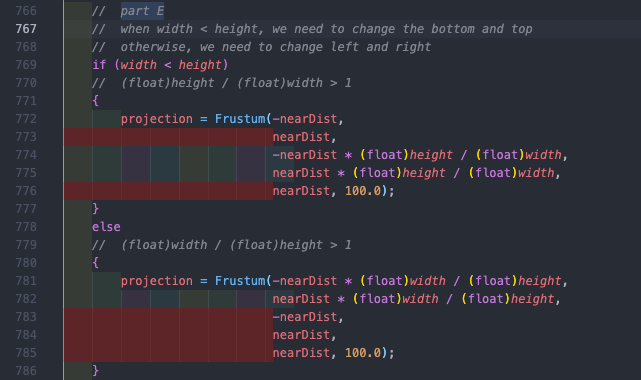 766 // part E
767 // when width < height, we need to change the bottom and top
768 // otherwise, we need to change left and right
769 if (width < height)
770 // (float)height / (float)width > 1
771 {
772 projection = Frustum(-nearDist,
773 nearDist,
774 -nearDist * (float)height / (float)width,
775 nearDist * (float)height / (float)width,
776 nearDist, 100.0);
777 }
778 else
779 // (float)width / (float)height > 1
780 {
781 projection = Frustum(-nearDist * (float)width / (float)height,
782 nearDist * (float)width / (float)height,
783 -nearDist,
784 nearDist,
785 nearDist, 100.0);
786 }